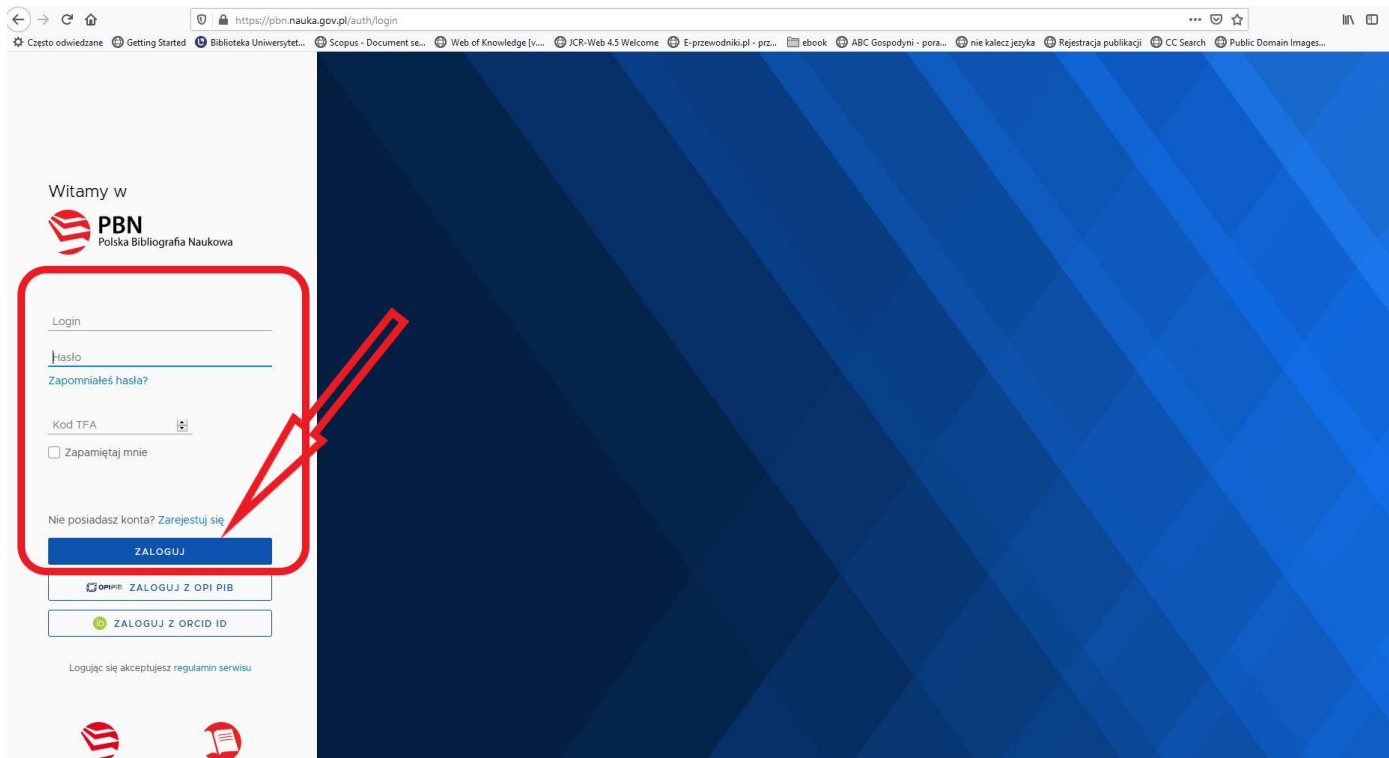 https://pbn.nauka.gov.pl/auth/login
Często odwiedzane Getting Started Biblioteka Uniwersytet... Scopus - Document se... Web of Knowledge [v.... JCR-Web 4.5 Welcome E-przewodniki.pl - prz... ebook ABC Gospodyni - pora... nie kalecz jezyka Rejestracja publikacji CC Search Public Domain Images...
Witamy w
PBN
Polska Bibliografia Naukowa
Login
Hasło
Zapomniałeś hasła?
Kod TFA
Zapamiętaj mnie
Nie posiadasz konta? Zarejestuj się
ZALOGUJ
OPI PIB ZALOGUJ Z OPI PIB
iD ZALOGUJ Z ORCID ID
Logując się akceptujesz regulamin serwisu